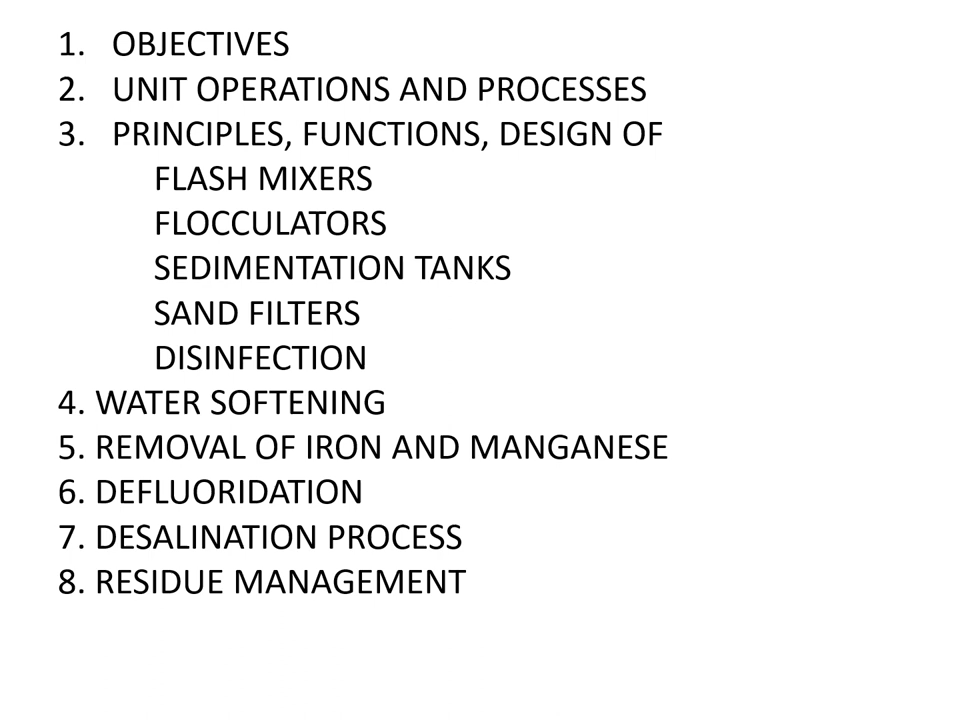 1. OBJECTIVES
2. UNIT OPERATIONS AND PROCESSES
3. PRINCIPLES, FUNCTIONS, DESIGN OF
FLASH MIXERS
FLOCCULATORS
SEDIMENTATION TANKS
SAND FILTERS
DISINFECTION
4. WATER SOFTENING
5. REMOVAL OF IRON AND MANGANESE
6. DEFLUORIDATION
7. DESALINATION PROCESS
8. RESIDUE MANAGEMENT